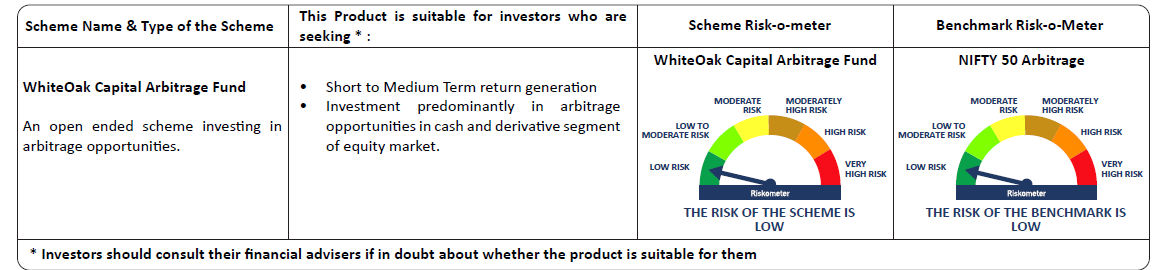 Scheme Name & Type of the Scheme
This Product is suitable for investors who are
seeking * :
Scheme Risk-o-meter
Benchmark Risk-o-Meter
WhiteOak Capital Arbitrage Fund
An open ended scheme investing in
arbitrage opportunities.
• Short to Medium Term return generation
• Investment predominantly in arbitrage
opportunities in cash and derivative segment
of equity market.
WhiteOak Capital Arbitrage Fund
LOW RISK
LOW TO
MODERATE RISK
MODERATE
RISK
MODERATELY
HIGH RISK
HIGH RISK
VERY
HIGH RISK
Riskometer
THE RISK OF THE SCHEME IS
LOW
NIFTY 50 Arbitrage
LOW RISK
LOW TO
MODERATE RISK
MODERATE
RISK
MODERATELY
HIGH RISK
HIGH RISK
VERY
HIGH RISK
Riskometer
THE RISK OF THE BENCHMARK IS
LOW
* Investors should consult their financial advisers if in doubt about whether the product is suitable for them